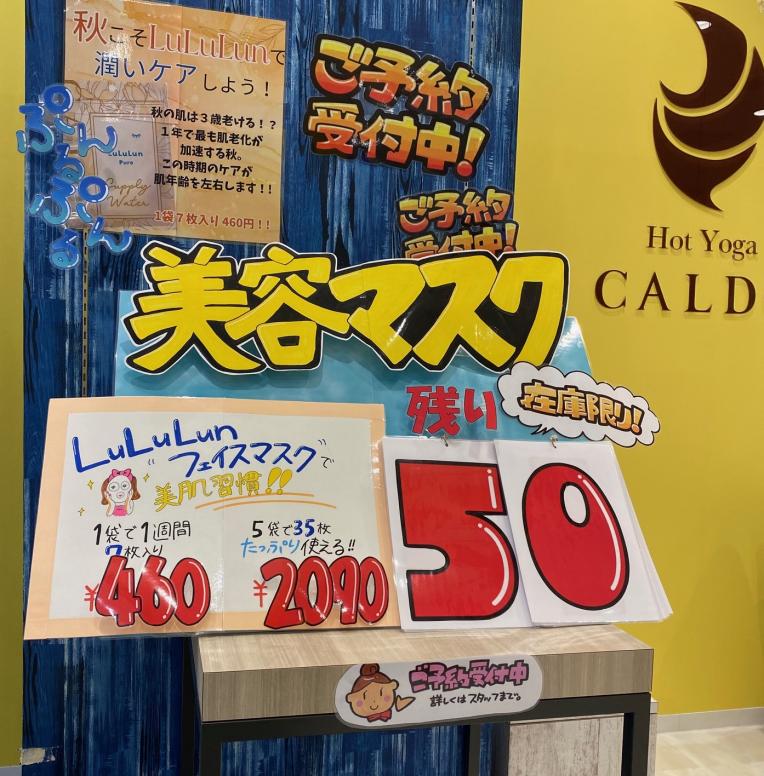 秋こそLuLuLunで
潤いケアしよう！
秋の肌は３歳老ける！？
１年で最も肌老化が
加速する秋。
この時期のケアが
肌年齢を左右します！！
1袋７枚入り460円！！
LuLuLun
Pure
Supply
Water
ぷるん
ぷるん
ご予約
受付中!
ご予約
受付中!
Hot Yoga
CALD
美容マスク
残り
在庫限り!
50
LuLuLun
"フェイスマスク"で
美肌習慣!!
1袋で1週間
7枚入り
¥460
5袋で35枚
たっぷり使える!!
¥2090
ご予約受付中
詳しくはスタッフまで。